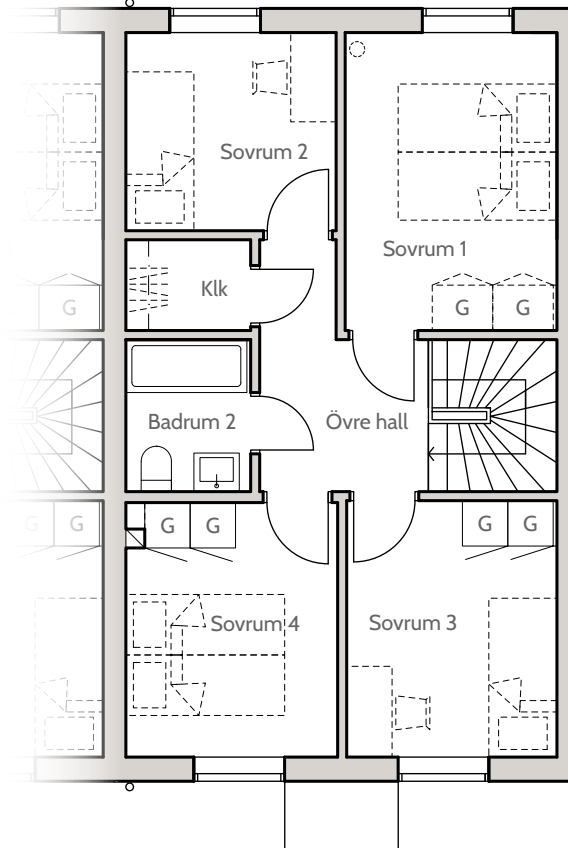 Sovrum 2
Sovrum 1
Klk
G
G G
Badrum 2
Övre hall
G G
G G
G G
Sovrum 4
Sovrum 3